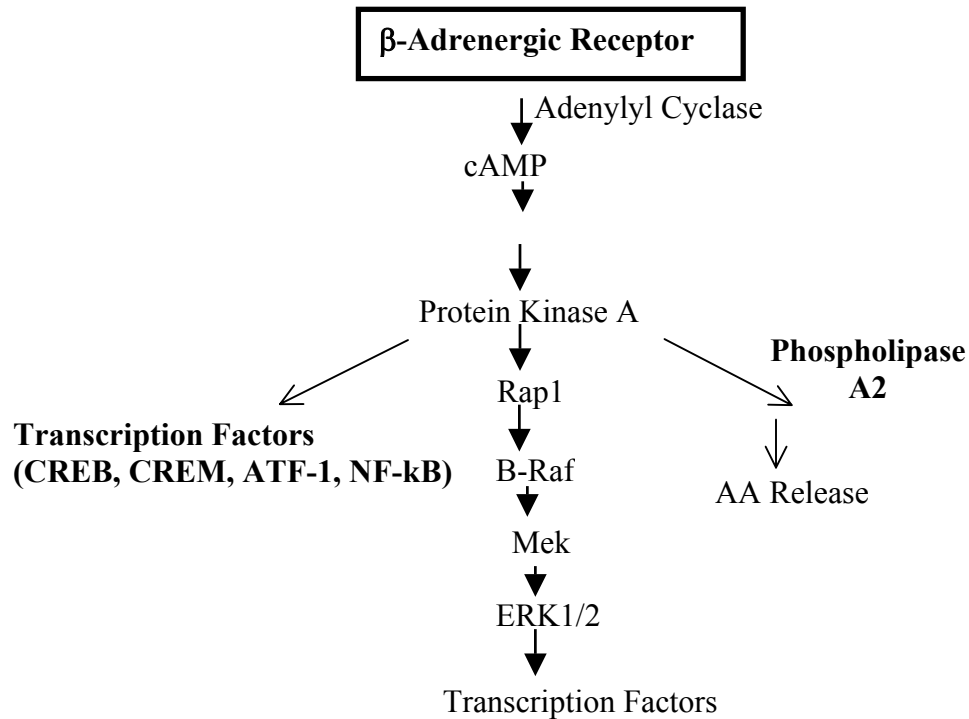 β-Adrenergic Receptor
Adenylyl Cyclase
cAMP
Protein Kinase A
Phospholipase
A2
Rap1
Transcription Factors
(CREB, CREM, ATF-1, NF-kB)
B-Raf
AA Release
Mek
ERK1/2
Transcription Factors